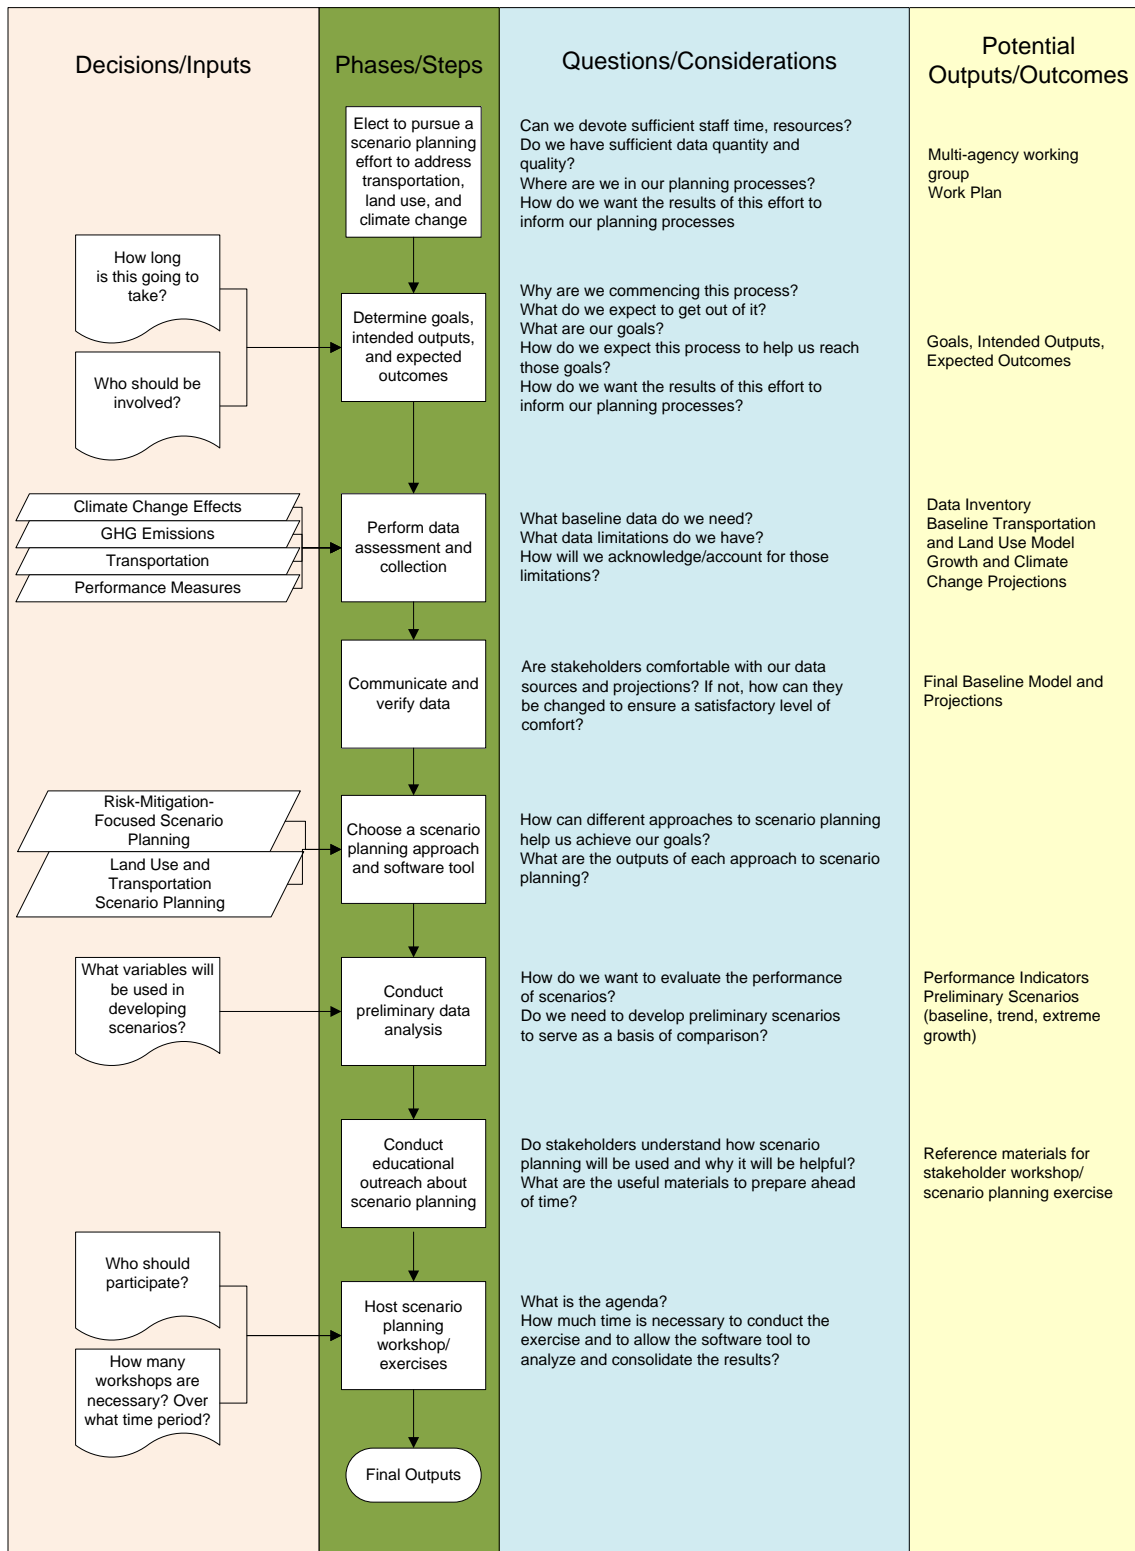 Decisions/Inputs
Phases/Steps
Questions/Considerations
Potential
Outputs/Outcomes
Elect to pursue a
scenario planning
effort to address
transportation,
land use, and
climate change
Can we devote sufficient staff time, resources?
Do we have sufficient data quantity and
quality?
Where are we in our planning processes?
How do we want the results of this effort to
inform our planning processes
Multi-agency working
group
Work Plan
How long
is this going to
take?
Who should be
involved?
Determine goals,
intended outputs,
and expected
outcomes
Why are we commencing this process?
What do we expect to get out of it?
What are our goals?
How do we expect this process to help us reach
those goals?
How do we want the results of this effort to
inform our planning processes?
Goals, Intended Outputs,
Expected Outcomes
Climate Change Effects
GHG Emissions
Transportation
Performance Measures
Perform data
assessment and
collection
What baseline data do we need?
What data limitations do we have?
How will we acknowledge/account for those
limitations?
Data Inventory
Baseline Transportation
and Land Use Model
Growth and Climate
Change Projections
Communicate and
verify data
Are stakeholders comfortable with our data
sources and projections? If not, how can they
be changed to ensure a satisfactory level of
comfort?
Final Baseline Model and
Projections
Risk-Mitigation-
Focused Scenario
Planning
Land Use and
Transportation
Scenario Planning
Choose a scenario
planning approach
and software tool
How can different approaches to scenario planning
help us achieve our goals?
What are the outputs of each approach to scenario
planning?
What variables will
be used in
developing
scenarios?
Conduct
preliminary data
analysis
How do we want to evaluate the performance
of scenarios?
Do we need to develop preliminary scenarios
to serve as a basis of comparison?
Performance Indicators
Preliminary Scenarios
(baseline, trend, extreme
growth)
Conduct
educational
outreach about
scenario planning
Do stakeholders understand how scenario
planning will be used and why it will be helpful?
What are the useful materials to prepare ahead
of time?
Reference materials for
stakeholder workshop/
scenario planning exercise
Who should
participate?
How many
workshops are
necessary? Over
what time period?
Host scenario
planning
workshop/
exercises
What is the agenda?
How much time is necessary to conduct the
exercise and to allow the software tool to
analyze and consolidate the results?
Final Outputs